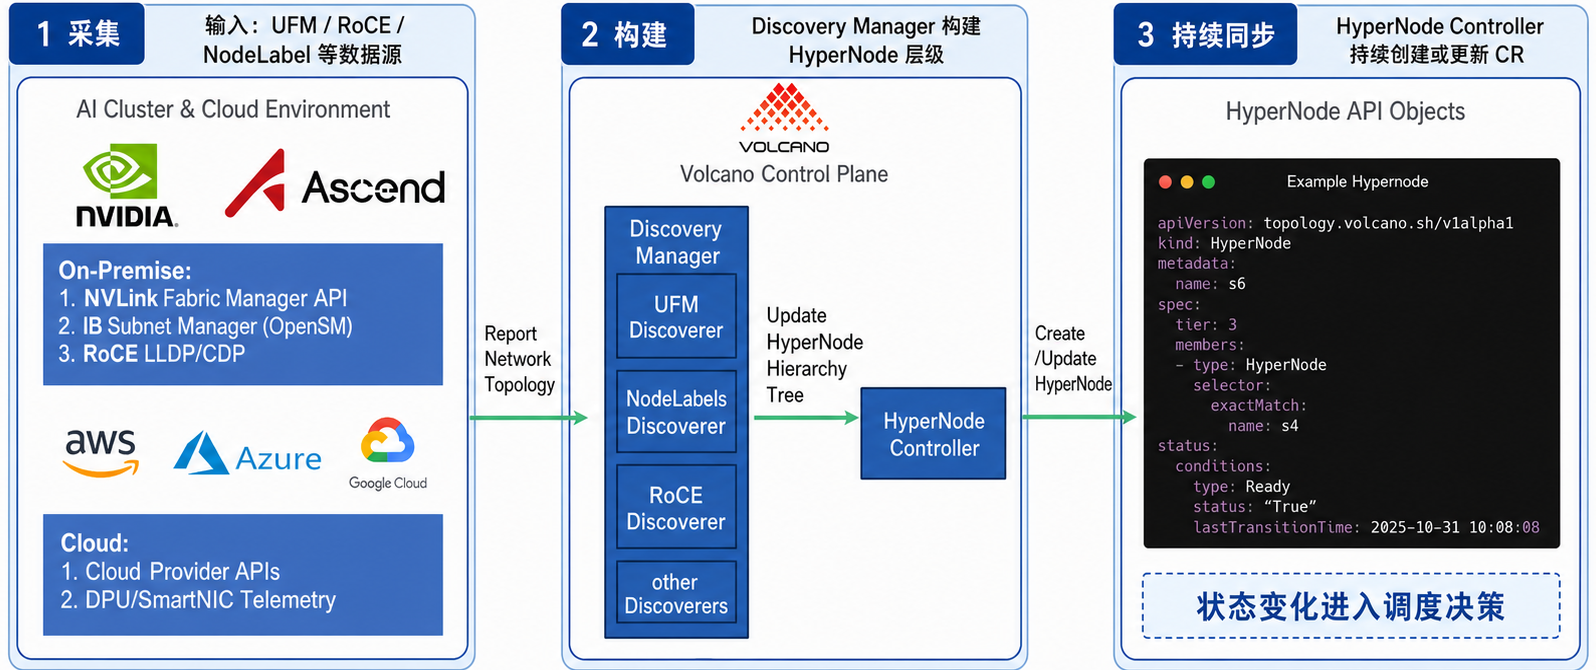 1 采集
输入：UFM / RoCE /
NodeLabel 等数据源
AI Cluster & Cloud Environment
NVIDIA.
Ascend
On-Premise:
1. NVLink Fabric Manager API
2. IB Subnet Manager (OpenSM)
3. RoCE LLDP/CDP
aws
Azure
Google Cloud
Cloud:
1. Cloud Provider APIs
2. DPU/SmartNIC Telemetry
Report
Network
Topology
2 构建
Discovery Manager 构建
HyperNode 层级
VOLCANO
Volcano Control Plane
Discovery
Manager
UFM
Discoverer
NodeLabels
Discoverer
RoCE
Discoverer
other
Discoverers
Update
HyperNode
Hierarchy
Tree
HyperNode
Controller
Create
/Update
HyperNode
3 持续同步
HyperNode Controller
持续创建或更新 CR
HyperNode API Objects
Example Hypernode
apiVersion: topology.volcano.sh/v1alpha1
kind: HyperNode
metadata:
name: s6
spec:
tier: 3
members:
- type: HyperNode
selector:
exactMatch:
name: s4
status:
conditions:
type: Ready
status: “True”
lastTransitionTime: 2025-10-31 10:08:08
状态变化进入调度决策